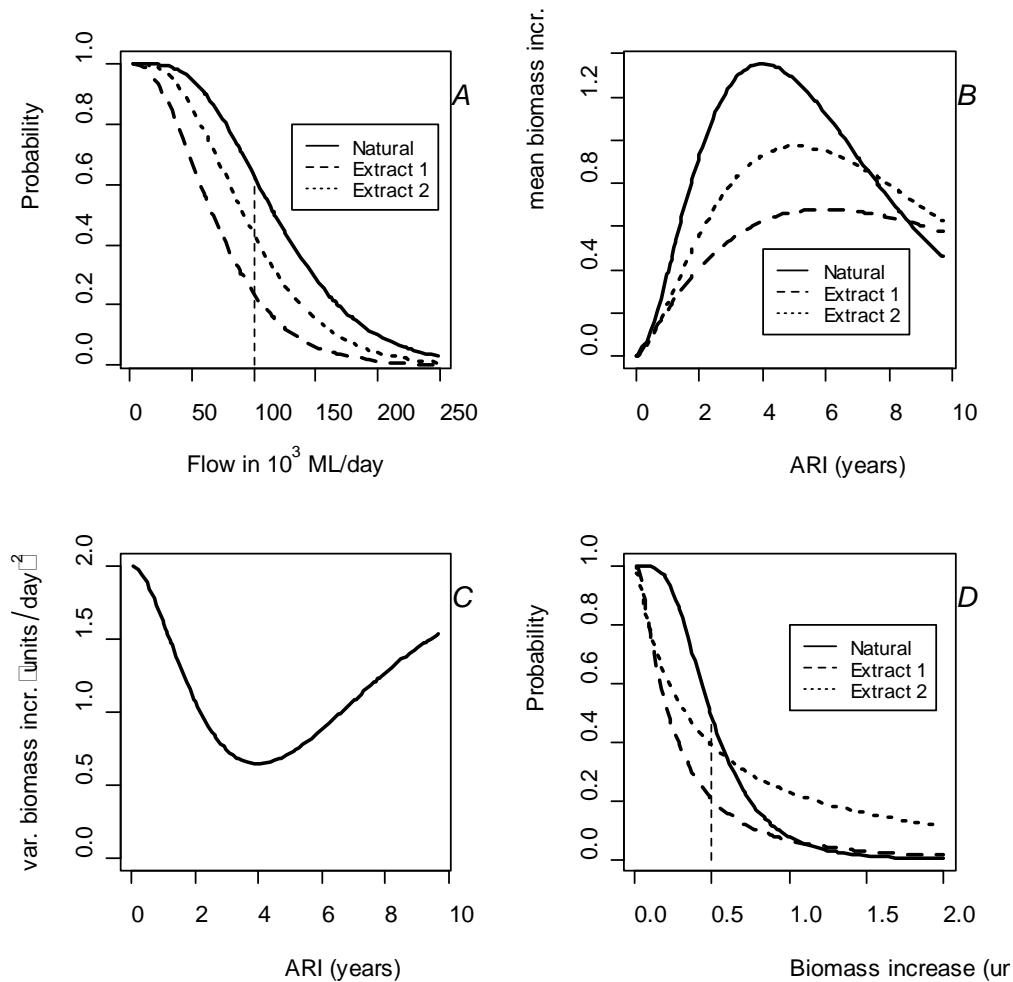 A
Probability
0.0 0.2 0.4 0.6 0.8 1.0
Natural
Extract 1
Extract 2
0 50 100 150 200 250
Flow in 10³ ML/day
B
mean biomass incr.
0.0 0.4 0.8 1.2
Natural
Extract 1
Extract 2
0 2 4 6 8 10
ARI (years)
C
var. biomass incr. □units/day□²
0.0 0.5 1.0 1.5 2.0
0 2 4 6 8 10
ARI (years)
D
Probability
0.0 0.2 0.4 0.6 0.8 1.0
Natural
Extract 1
Extract 2
0.0 0.5 1.0 1.5 2.0
Biomass increase (ur